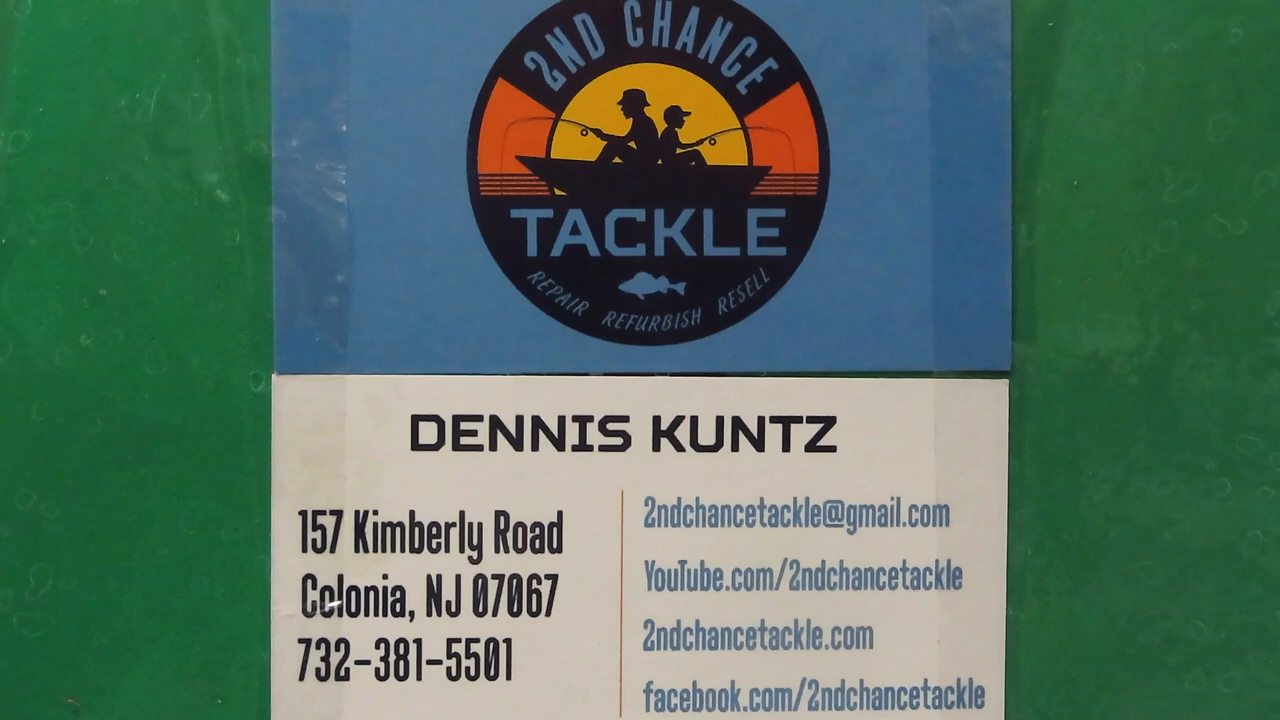 2ND CHANCE
TACKLE
REPAIR REFURBISH RESELL
DENNIS KUNTZ
157 Kimberly Road
Colonia, NJ 07067
732-381-5501
2ndchancetackle@gmail.com
YouTube.com/2ndchancetackle
2ndchancetackle.com
facebook.com/2ndchancetackle